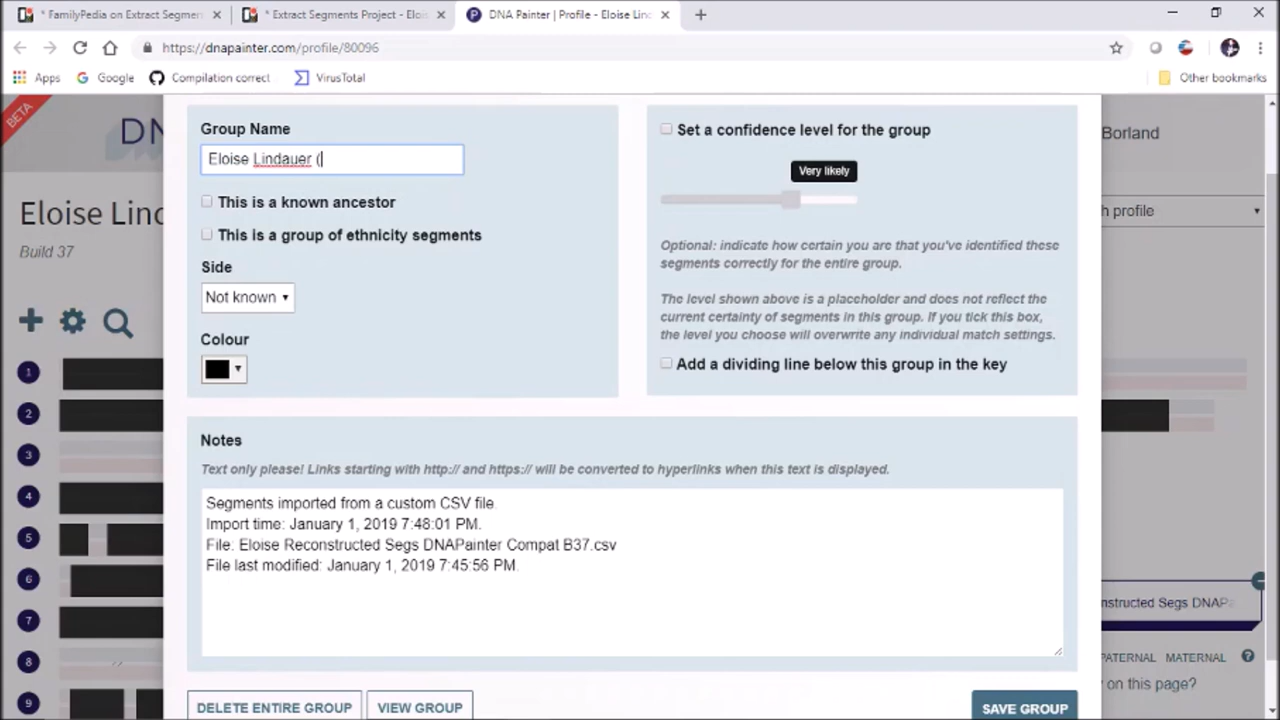 * FamilyPedia on Extract Segmen
* Extract Segments Project - Eloi
DNA Painter | Profile - Eloise Lind
https://dnapainter.com/profile/80096
Apps
Google
Compilation correct
VirusTotal
Other bookmarks
BETA
DN
Borland
Eloise Lind
Build 37
h profile
Group Name
Eloise Lindauer (
This is a known ancestor
This is a group of ethnicity segments
Side
Not known
Colour
Set a confidence level for the group
Very likely
Optional: indicate how certain you are that you've identified these
segments correctly for the entire group.
The level shown above is a placeholder and does not reflect the
current certainty of segments in this group. If you tick this box,
the level you choose will overwrite any individual match settings.
Add a dividing line below this group in the key
1
2
3
4
5
6
7
8
9
Notes
Text only please! Links starting with http:// and https:// will be converted to hyperlinks when this text is displayed.
Segments imported from a custom CSV file.
Import time: January 1, 2019 7:48:01 PM.
File: Eloise Reconstructed Segs DNAPainter Compat B37.csv
File last modified: January 1, 2019 7:45:56 PM.
nstructed Segs DNAPa
PATERNAL MATERNAL ?
y on this page?
DELETE ENTIRE GROUP
VIEW GROUP
SAVE GROUP